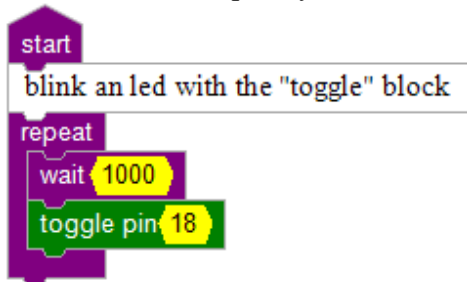 start
blink an led with the "toggle" block
repeat
wait 1000
toggle pin 18